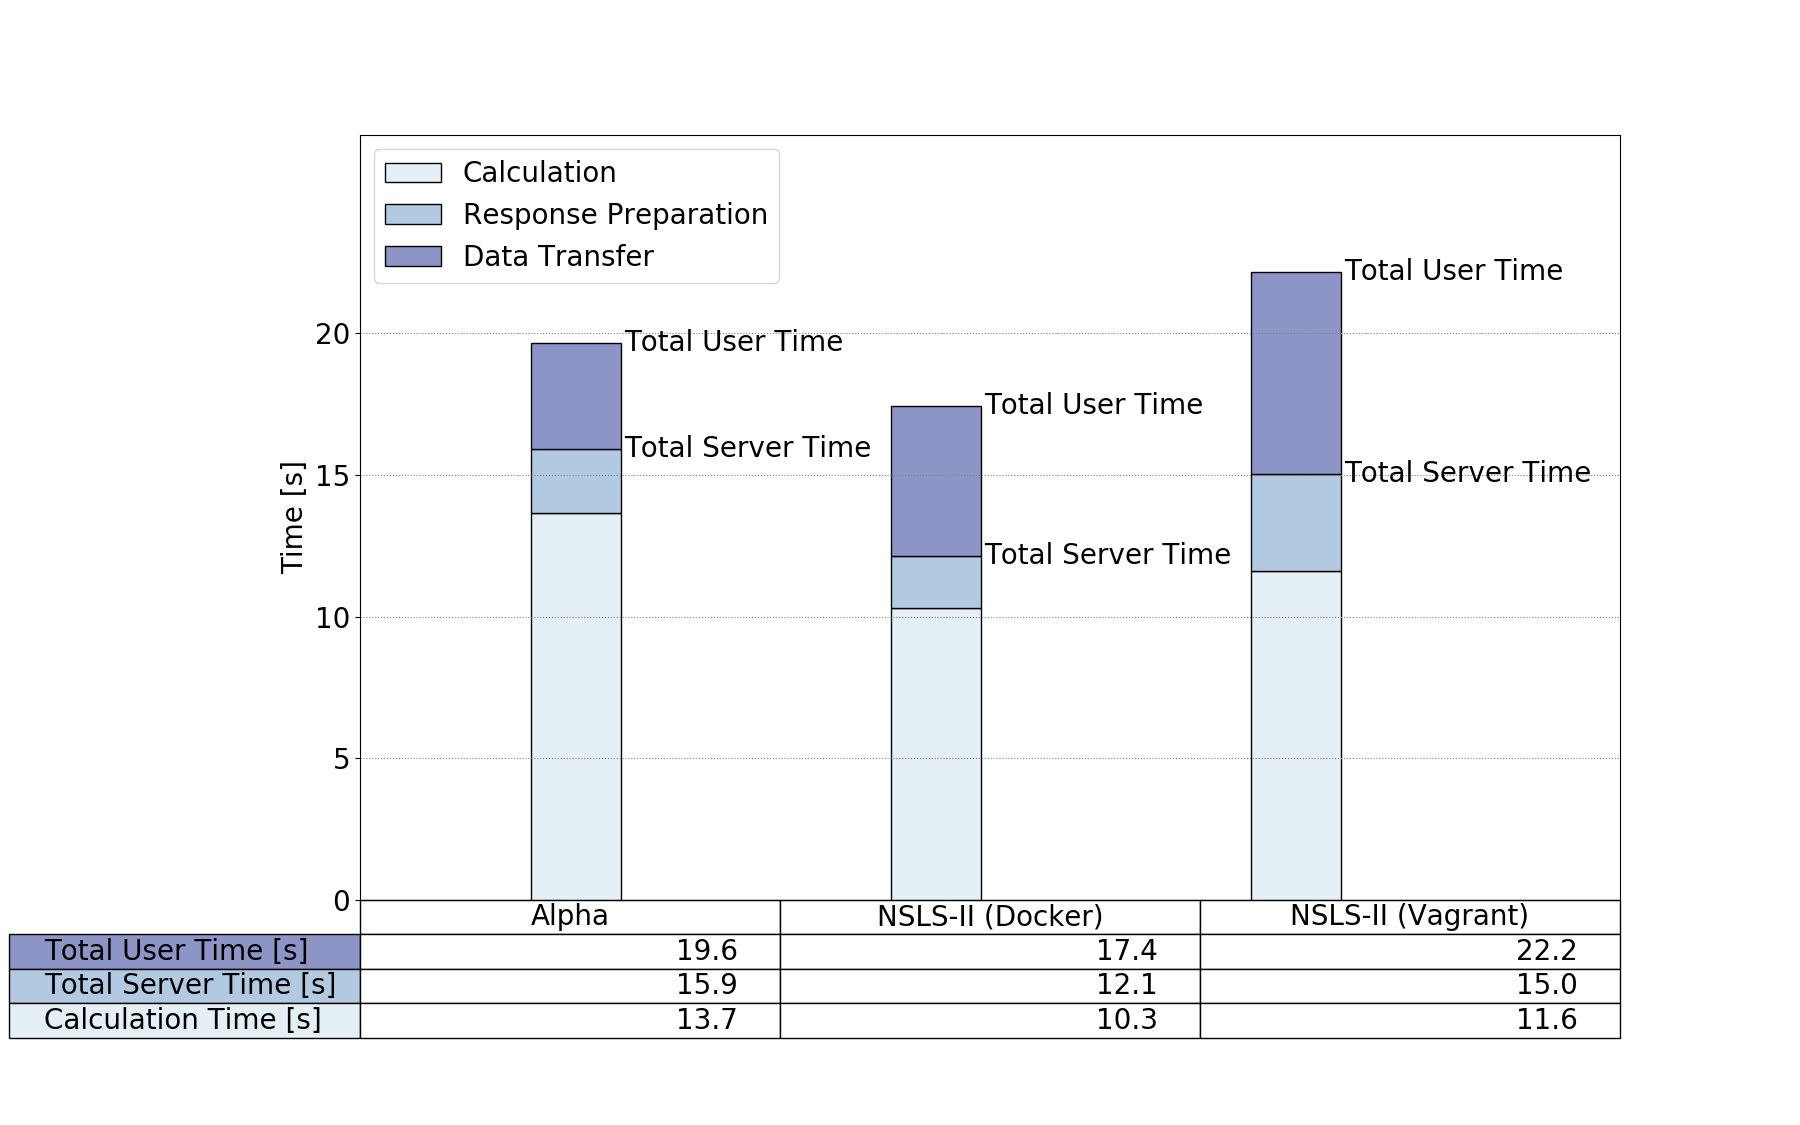 Calculation
Response Preparation
Data Transfer
Total User Time
Total User Time
Total User Time
Total Server Time
Total Server Time
Total Server Time
Time [s]
20
15
10
5
0
Alpha NSLS-II (Docker) NSLS-II (Vagrant)
Total User Time [s] 19.6 17.4 22.2
Total Server Time [s] 15.9 12.1 15.0
Calculation Time [s] 13.7 10.3 11.6